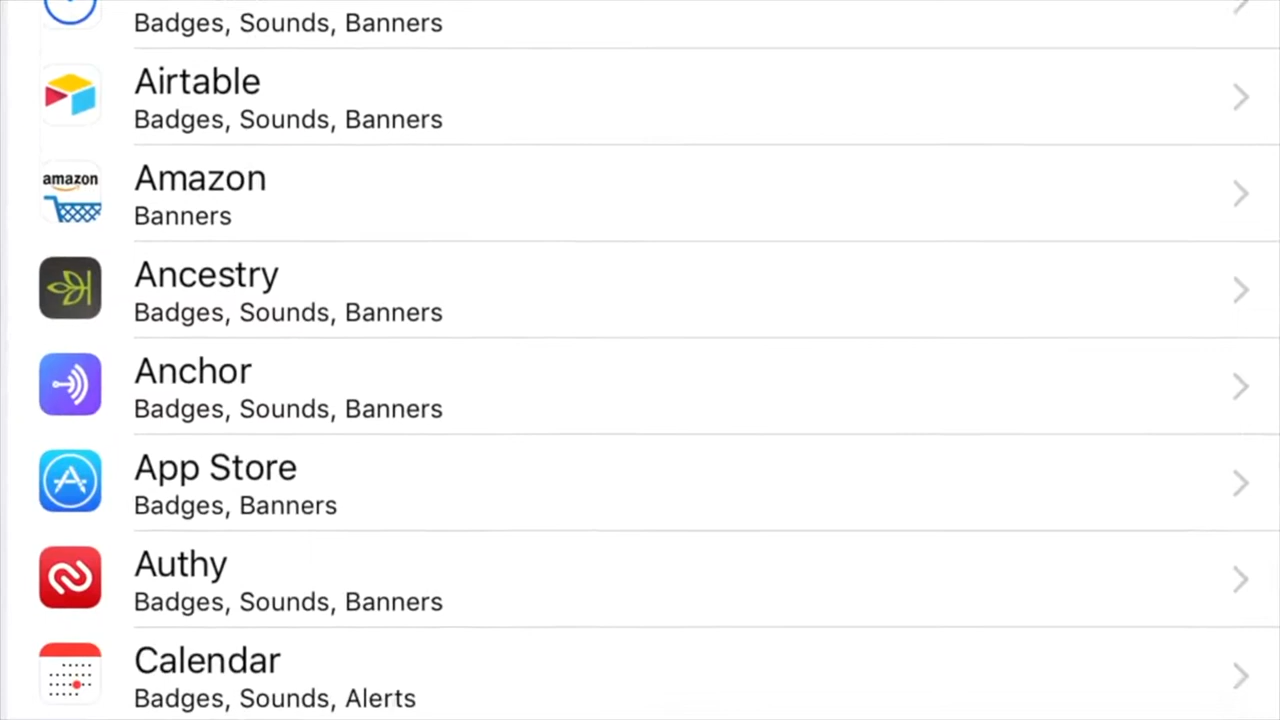 Badges, Sounds, Banners
Airtable
Badges, Sounds, Banners
amazon
Amazon
Banners
Ancestry
Badges, Sounds, Banners
Anchor
Badges, Sounds, Banners
App Store
Badges, Banners
Authy
Badges, Sounds, Banners
Calendar
Badges, Sounds, Alerts